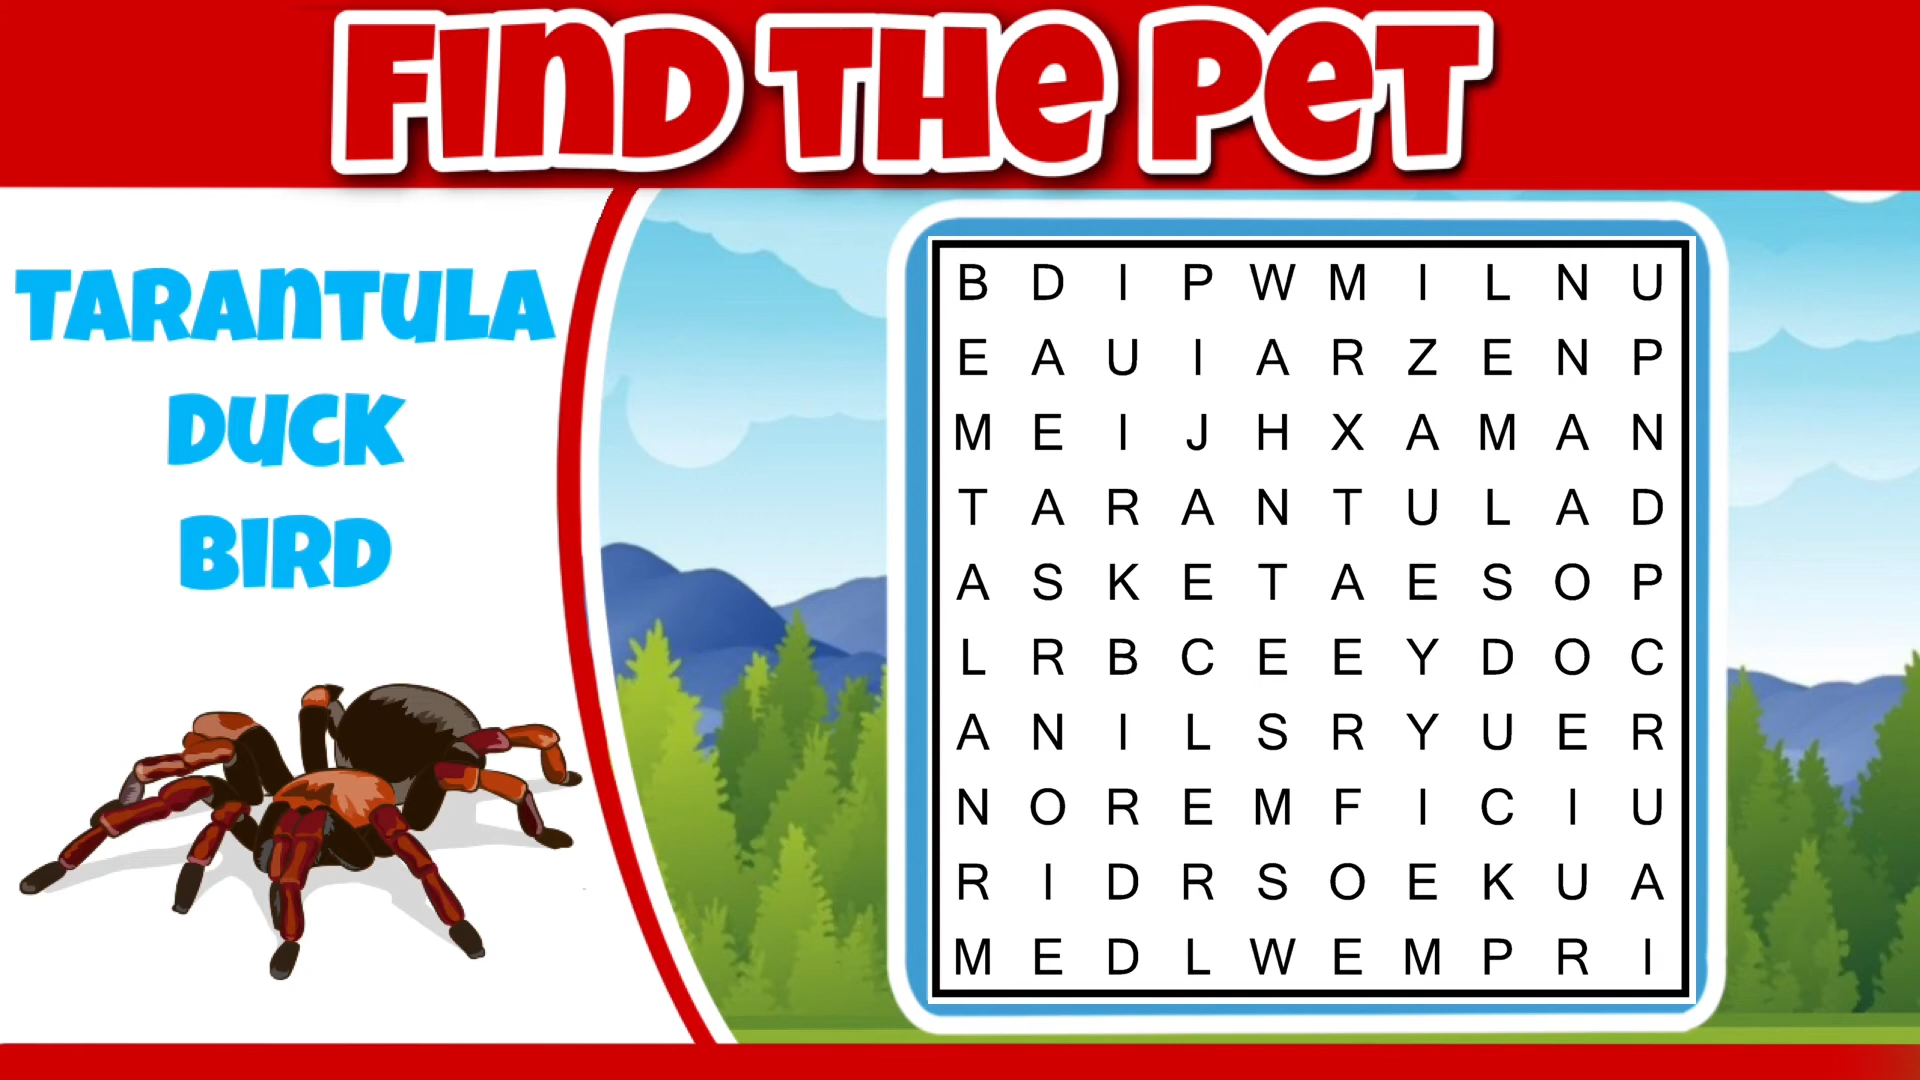 FIND THE PET
TARANTULA
DUCK
BIRD
B D I P W M I L N U
E A U I A R Z E N P
M E I J H X A M A N
T A R A N T U L A D
A S K E T A E S O P
L R B C E E Y D O C
A N I L S R Y U E R
N O R E M F I C I U
R I D R S O E K U A
M E D L W E M P R I